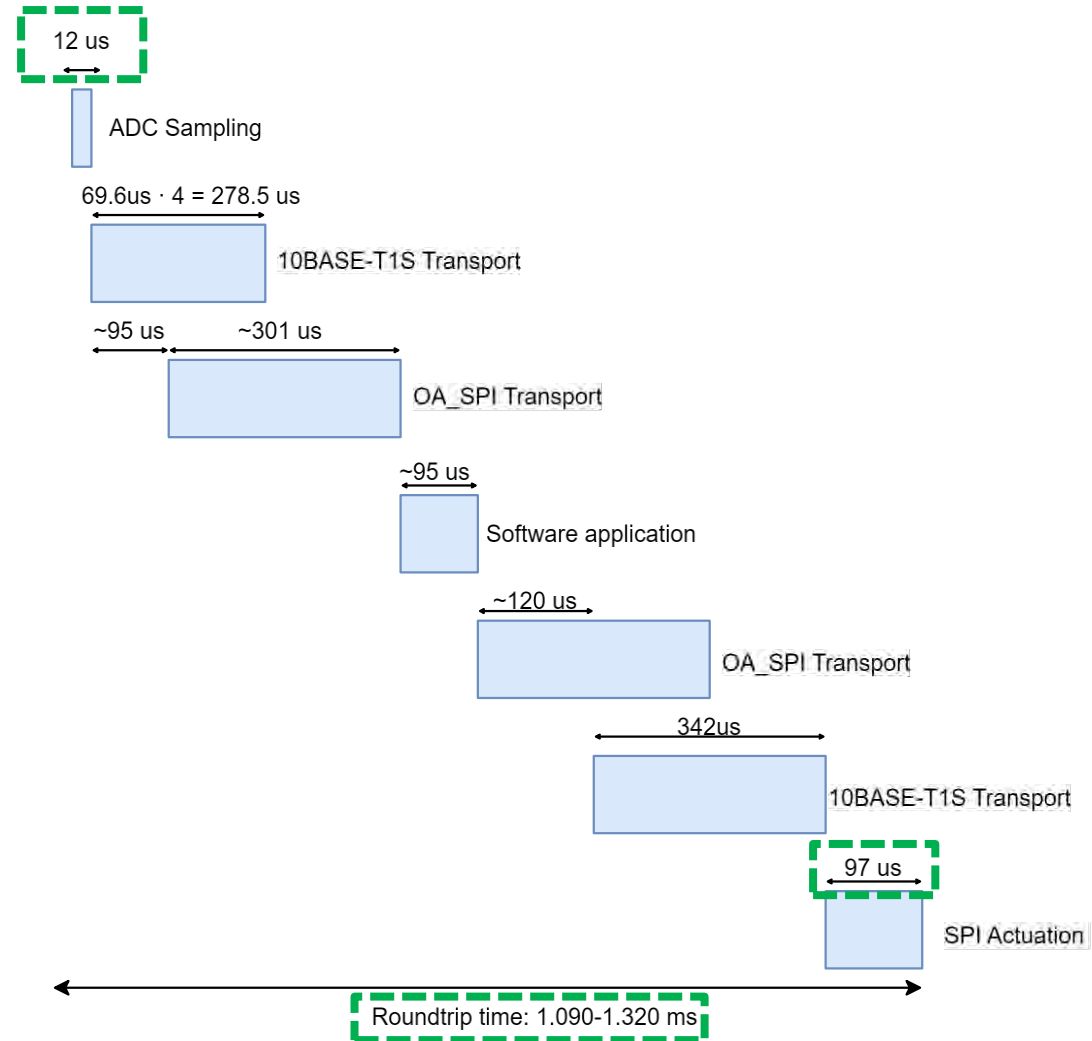 12 us
ADC Sampling
69.6us · 4 = 278.5 us
10BASE-T1S Transport
~95 us
~301 us
OA_SPI Transport
~95 us
Software application
~120 us
OA_SPI Transport
342us
10BASE-T1S Transport
97 us
SPI Actuation
Roundtrip time: 1.090-1.320 ms